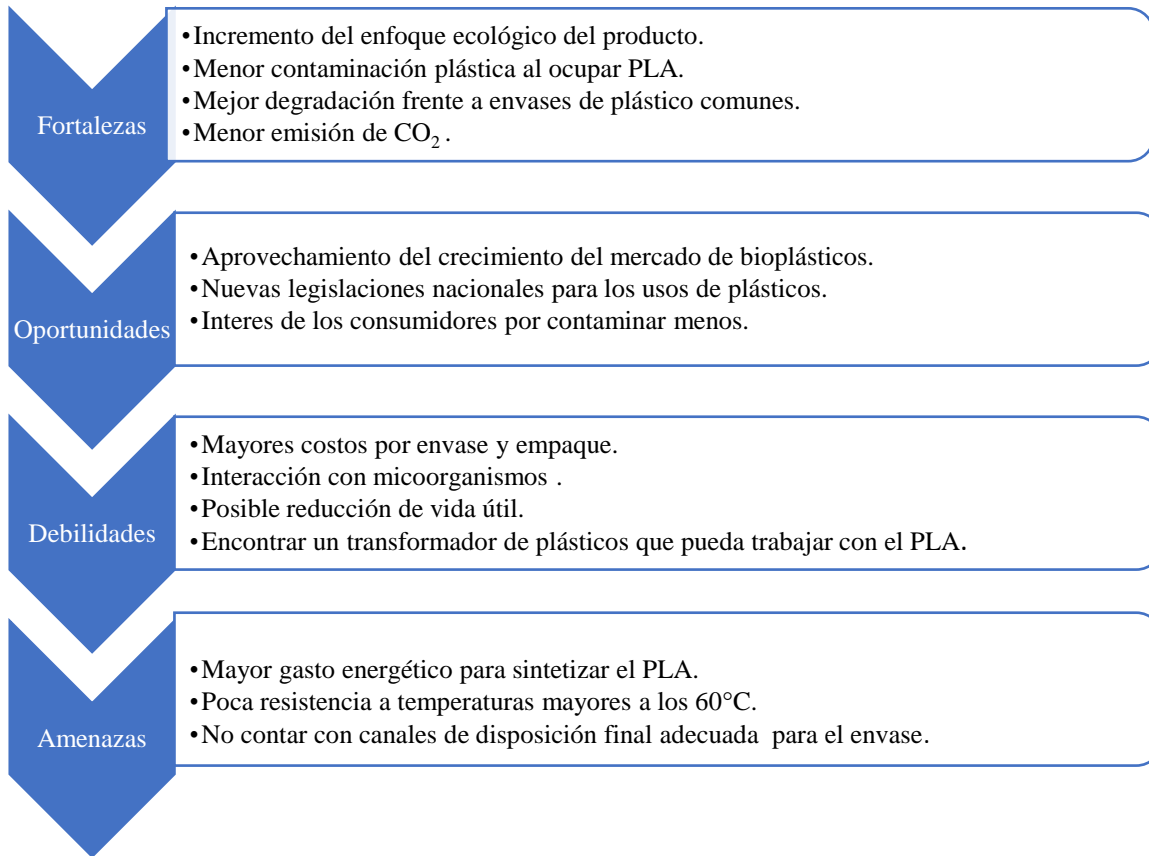 Fortalezas
•Incremento del enfoque ecológico del producto.
•Menor contaminación plástica al ocupar PLA.
•Mejor degradación frente a envases de plástico comunes.
•Menor emisión de CO₂ .
Oportunidades
•Aprovechamiento del crecimiento del mercado de bioplásticos.
•Nuevas legislaciones nacionales para los usos de plásticos.
•Interes de los consumidores por contaminar menos.
Debilidades
•Mayores costos por envase y empaque.
•Interacción con micoorganismos .
•Posible reducción de vida útil.
•Encontrar un transformador de plásticos que pueda trabajar con el PLA.
Amenazas
•Mayor gasto energético para sintetizar el PLA.
•Poca resistencia a temperaturas mayores a los 60°C.
•No contar con canales de disposición final adecuada  para el envase.